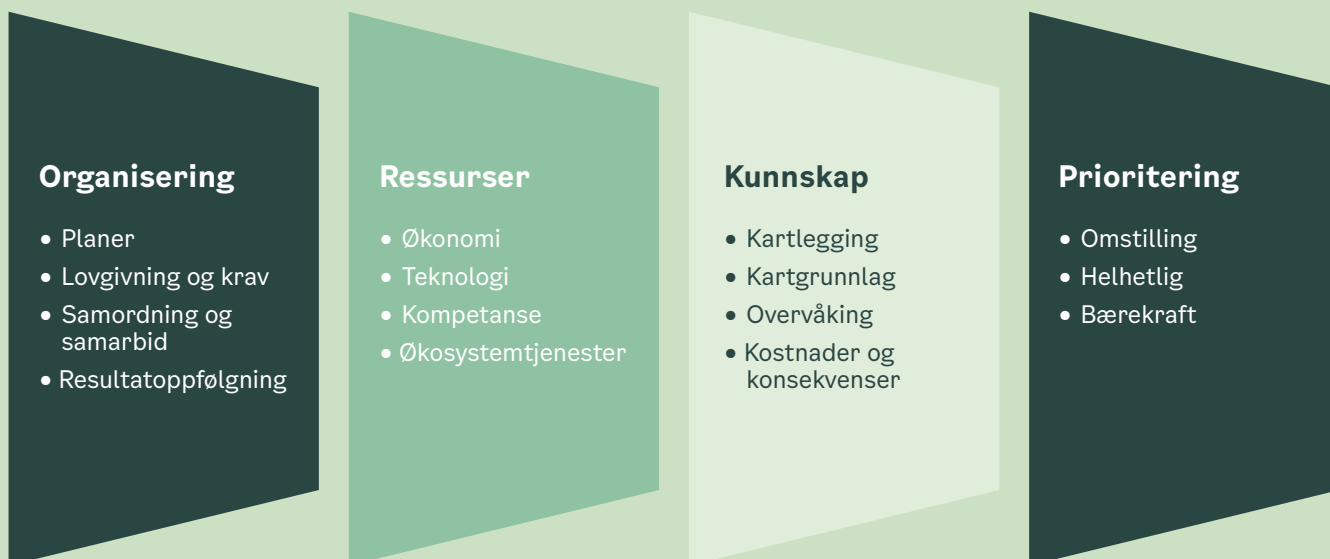 Organisering
• Planer
• Lovgivning og krav
• Samordning og
samarbid
• Resultatoppfølgning
Ressurser
• Økonomi
• Teknologi
• Kompetanse
• Økosystemtjenester
Kunnskap
• Kartlegging
• Kartgrunnlag
• Overvåking
• Kostnader og
konsekvenser
Prioritering
• Omstilling
• Helhetlig
• Bærekraft